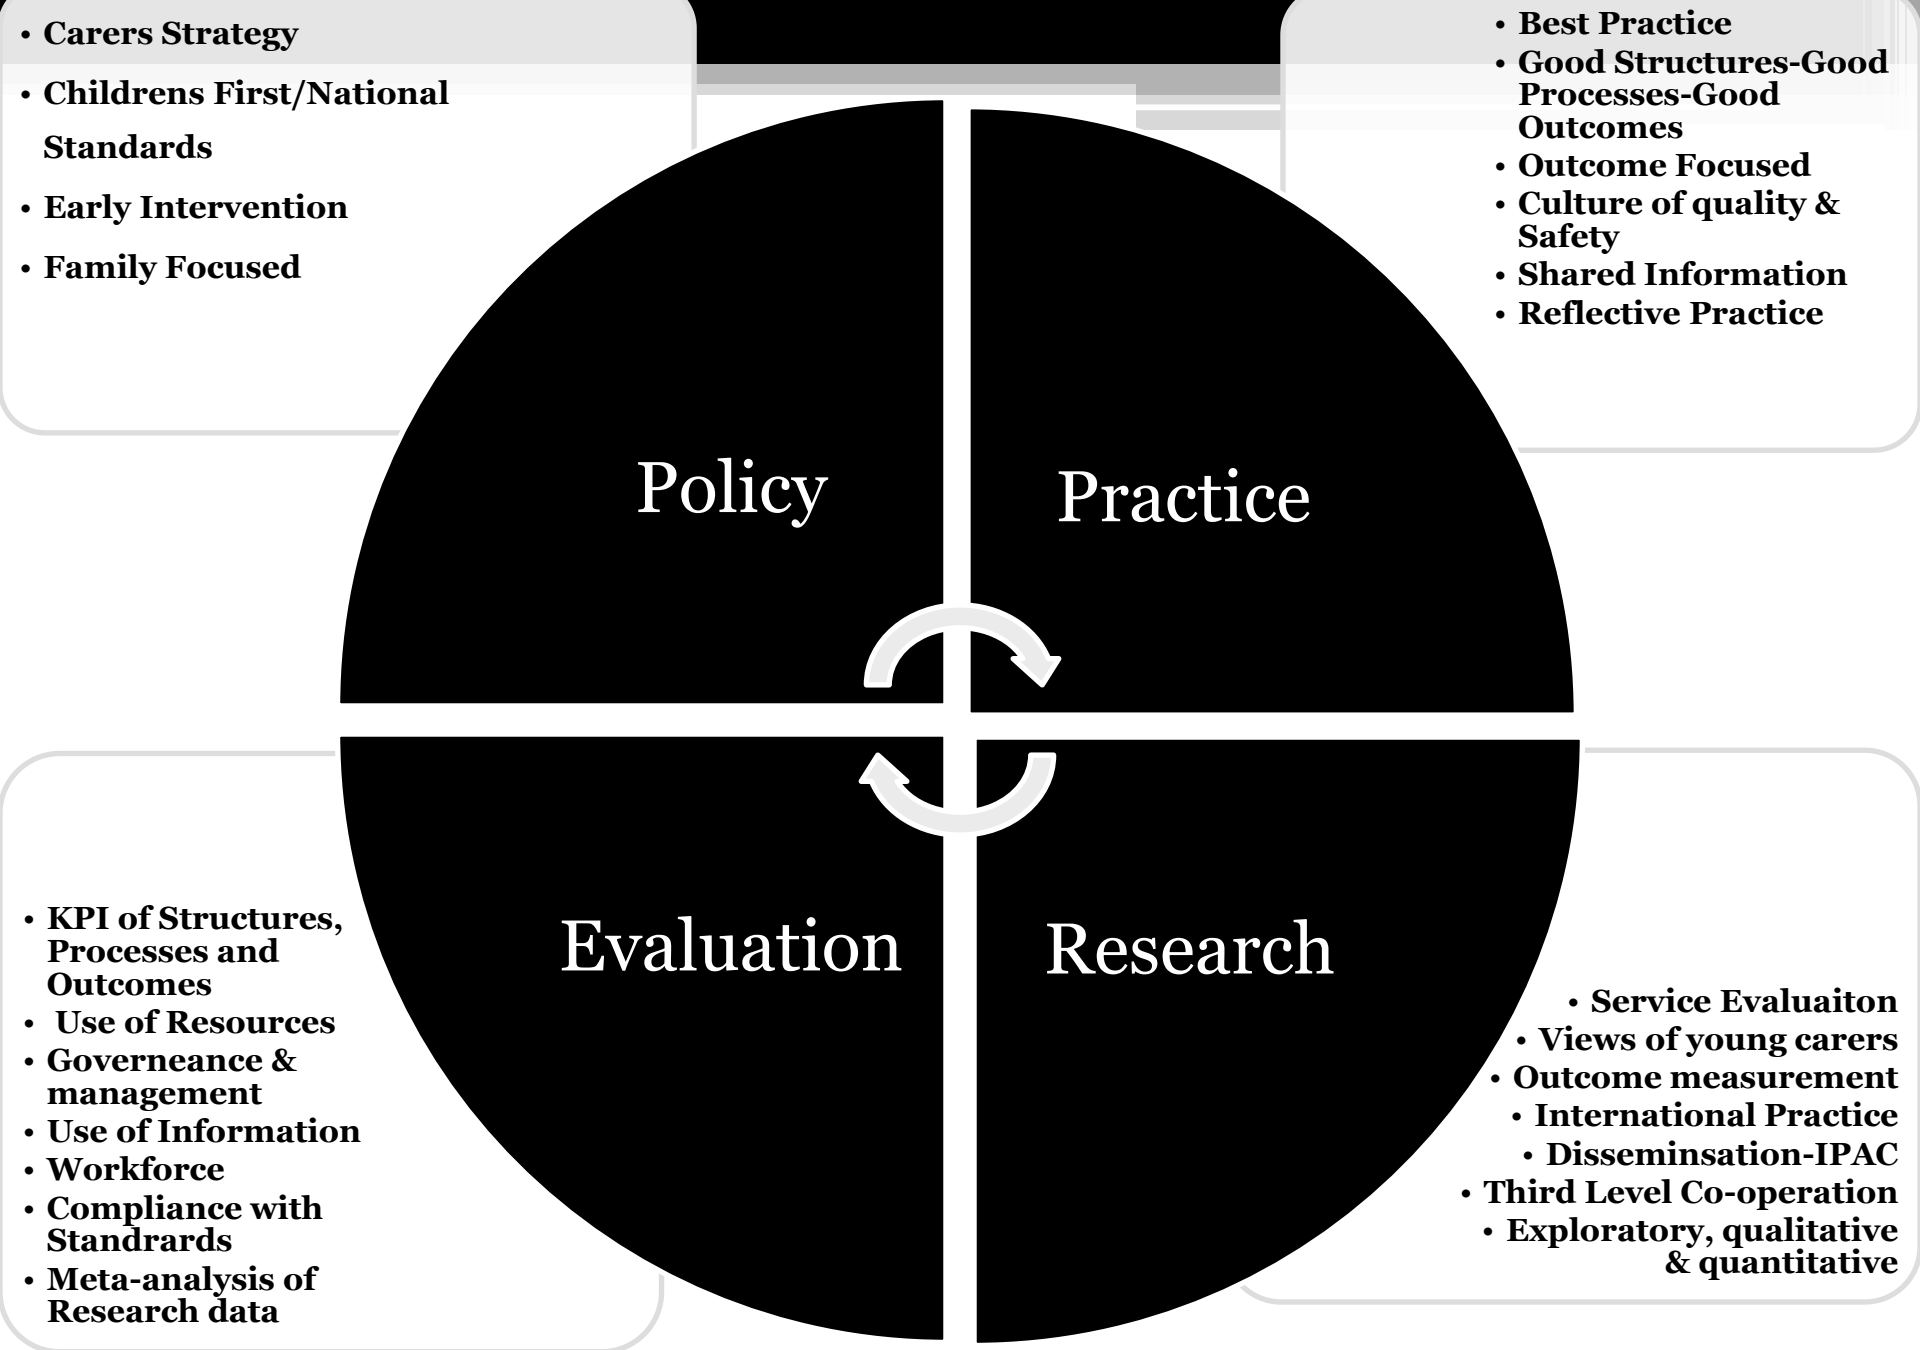 • Carers Strategy
• Childrens First/National
Standards
• Early Intervention
• Family Focused
• Best Practice
• Good Structures-Good
Processes-Good
Outcomes
• Outcome Focused
• Culture of quality &
Safety
• Shared Information
• Reflective Practice
Policy
Practice
Evaluation
Research
• KPI of Structures,
Processes and
Outcomes
• Use of Resources
• Governeance &
management
• Use of Information
• Workforce
• Compliance with
Standrards
• Meta-analysis of
Research data
• Service Evaluaiton
• Views of young carers
• Outcome measurement
• International Practice
• Disseminsation-IPAC
• Third Level Co-operation
• Exploratory, qualitative
& quantitative